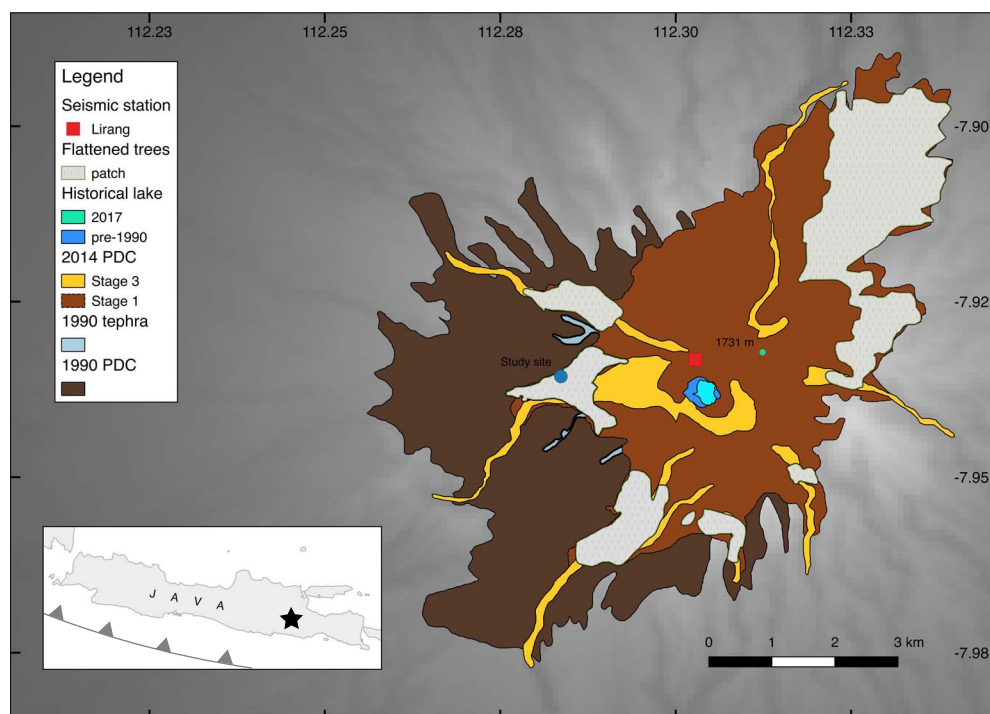 112.23
112.25
112.28
112.30
112.33
Legend
Seismic station
Lirang
Flattened trees
patch
Historical lake
2017
pre-1990
2014 PDC
Stage 3
Stage 1
1990 tephra
1990 PDC
-7.90
-7.92
1731 m
Study site
-7.95
JAVA
0 1 2 3 km
-7.98